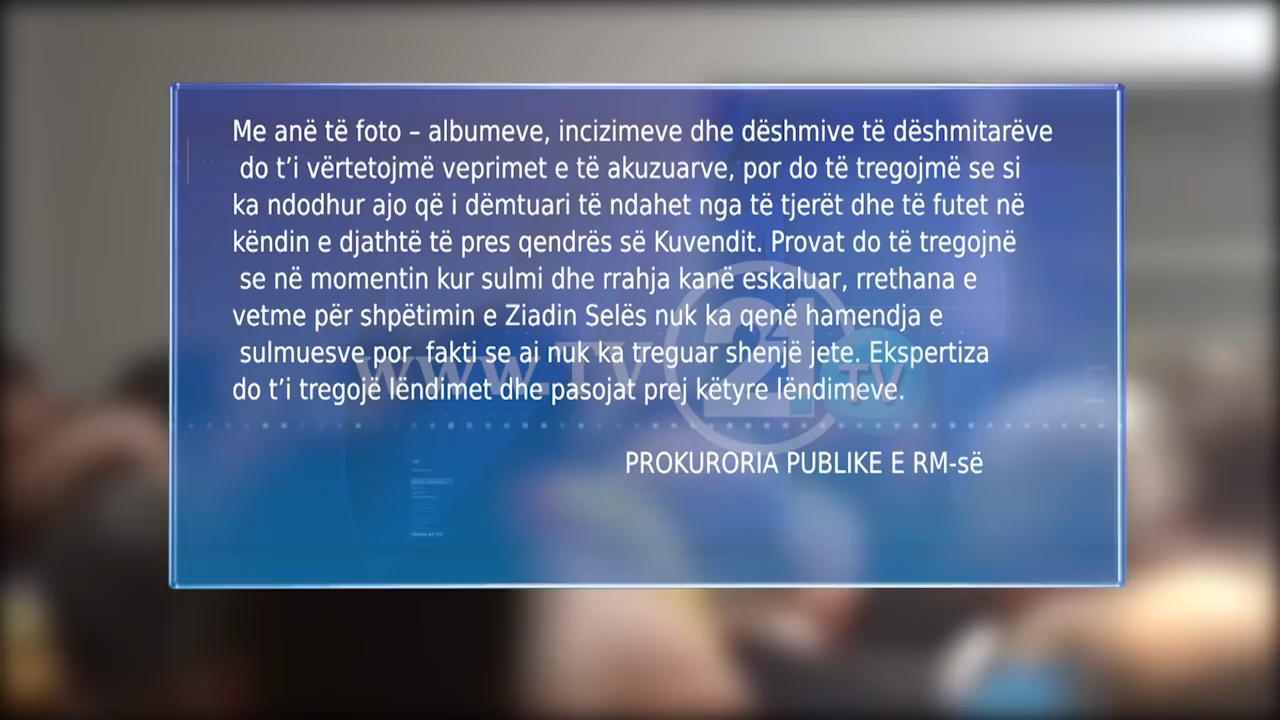 Me anë të foto – albumeve, incizimeve dhe dëshmive të dëshmitarëve
do t’i vërtetojmë veprimet e të akuzuarve, por do të tregojmë se si
ka ndodhur ajo që i dëmtuari të ndahet nga të tjerët dhe të futet në
këndin e djathtë të pres qendrës së Kuvendit. Provat do të tregojnë
se në momentin kur sulmi dhe rrahja kanë eskaluar, rrethana e
vetme për shpëtimin e Ziadin Selës nuk ka qenë hamendja e
sulmuesve por  fakti se ai nuk ka treguar shenjë jete. Ekspertiza
do t’i tregojë lëndimet dhe pasojat prej këtyre lëndimeve.
www.TV
21
tv
PROKURORIA PUBLIKE E RM-së